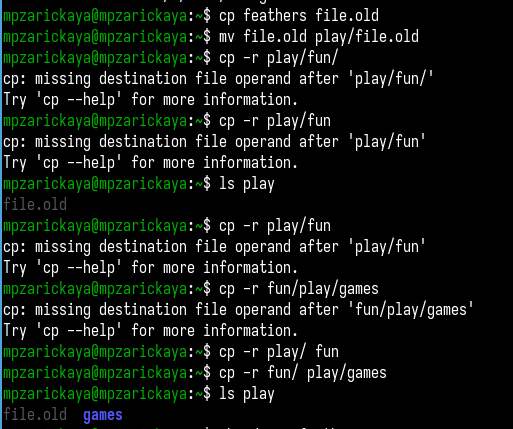 mpzarickaya@mpzarickaya:~$ cp feathers file.old
mpzarickaya@mpzarickaya:~$ mv file.old play/file.old
mpzarickaya@mpzarickaya:~$ cp -r play/fun/
cp: missing destination file operand after 'play/fun/'
Try 'cp --help' for more information.
mpzarickaya@mpzarickaya:~$ cp -r play/fun
cp: missing destination file operand after 'play/fun'
Try 'cp --help' for more information.
mpzarickaya@mpzarickaya:~$ ls play
file.old
mpzarickaya@mpzarickaya:~$ cp -r play/fun
cp: missing destination file operand after 'play/fun'
Try 'cp --help' for more information.
mpzarickaya@mpzarickaya:~$ cp -r fun/play/games
cp: missing destination file operand after 'fun/play/games'
Try 'cp --help' for more information.
mpzarickaya@mpzarickaya:~$ cp -r play/ fun
mpzarickaya@mpzarickaya:~$ cp -r fun/ play/games
mpzarickaya@mpzarickaya:~$ ls play
file.old games